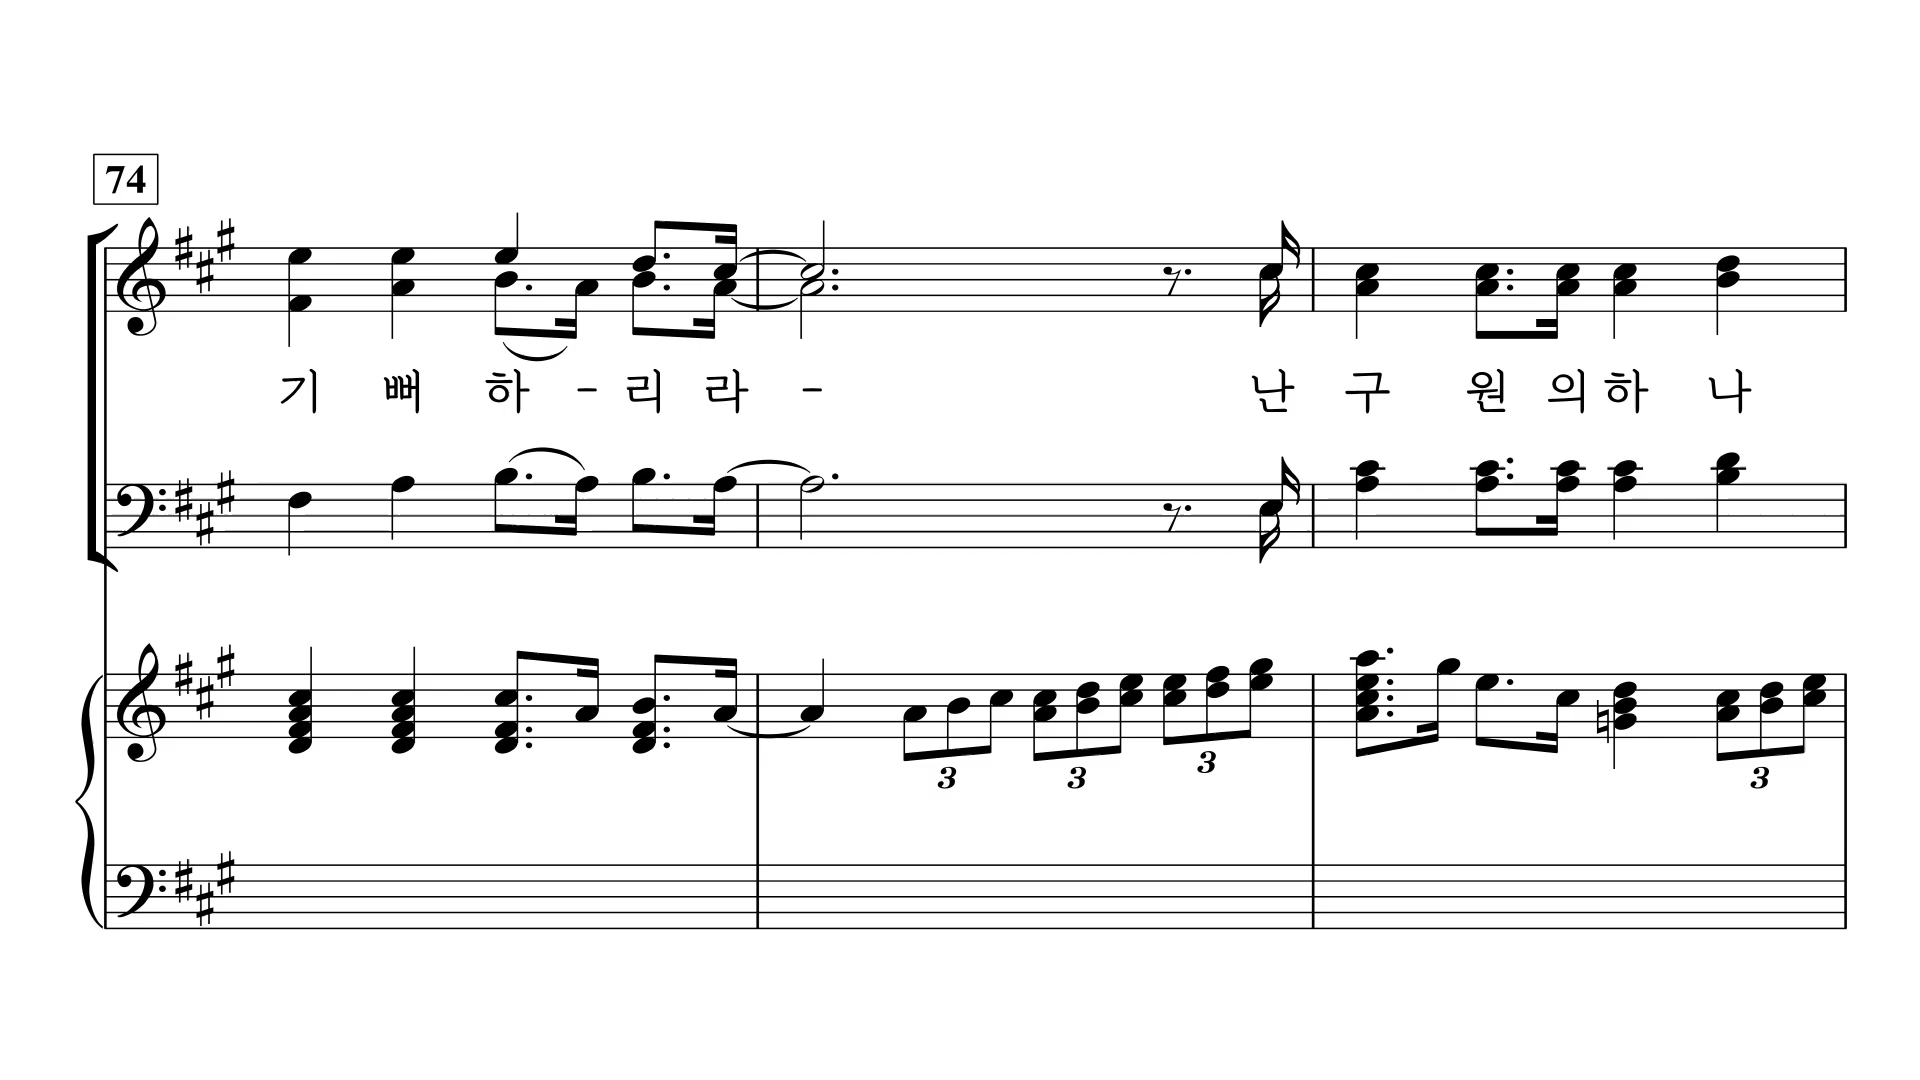 74
기 뻐 하 - 리 라 - 난 구 원 의 하 나
3 3 3 3